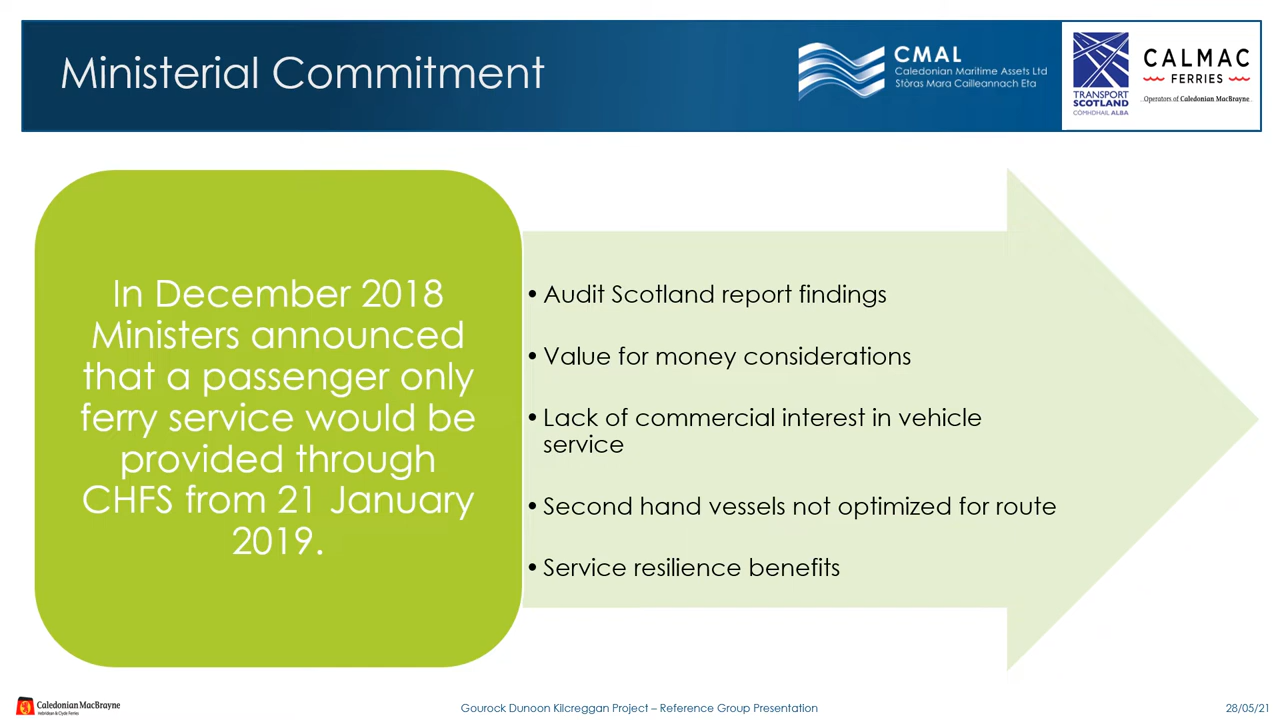 Ministerial Commitment
CMAL
Caledonian Maritime Assets Ltd
Stòras Mara Cailleannach Eta
TRANSPORT
SCOTLAND
COMHDHAIL ALBA
CALMAC
FERRIES
...Operators of Caledonian MacBrayne..
In December 2018
Ministers announced
that a passenger only
ferry service would be
provided through
CHFS from 21 January
2019.
• Audit Scotland report findings
• Value for money considerations
• Lack of commercial interest in vehicle
service
• Second hand vessels not optimized for route
• Service resilience benefits
Caledonian MacBrayne
Hebridean & Clyde Ferries
Gourock Dunoon Kilcreggan Project – Reference Group Presentation
28/05/21